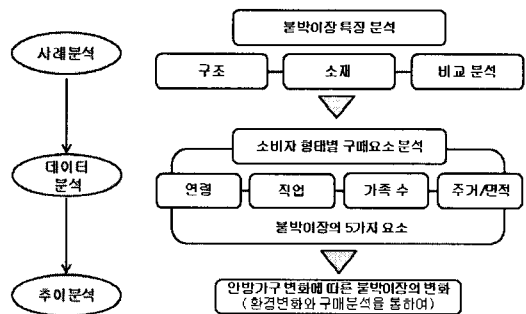 붙박이장 특징 분석
사례분석
구조
소재
비교 분석
소비자 형태별 구매요소 분석
데이터
분석
연령
직업
가족 수
주거/면적
붙박이장의 5가지 요소
추이분석
안방가구 변화에 따른 붙박이장의 변화
(환경변화와 구매분석을 통하여)